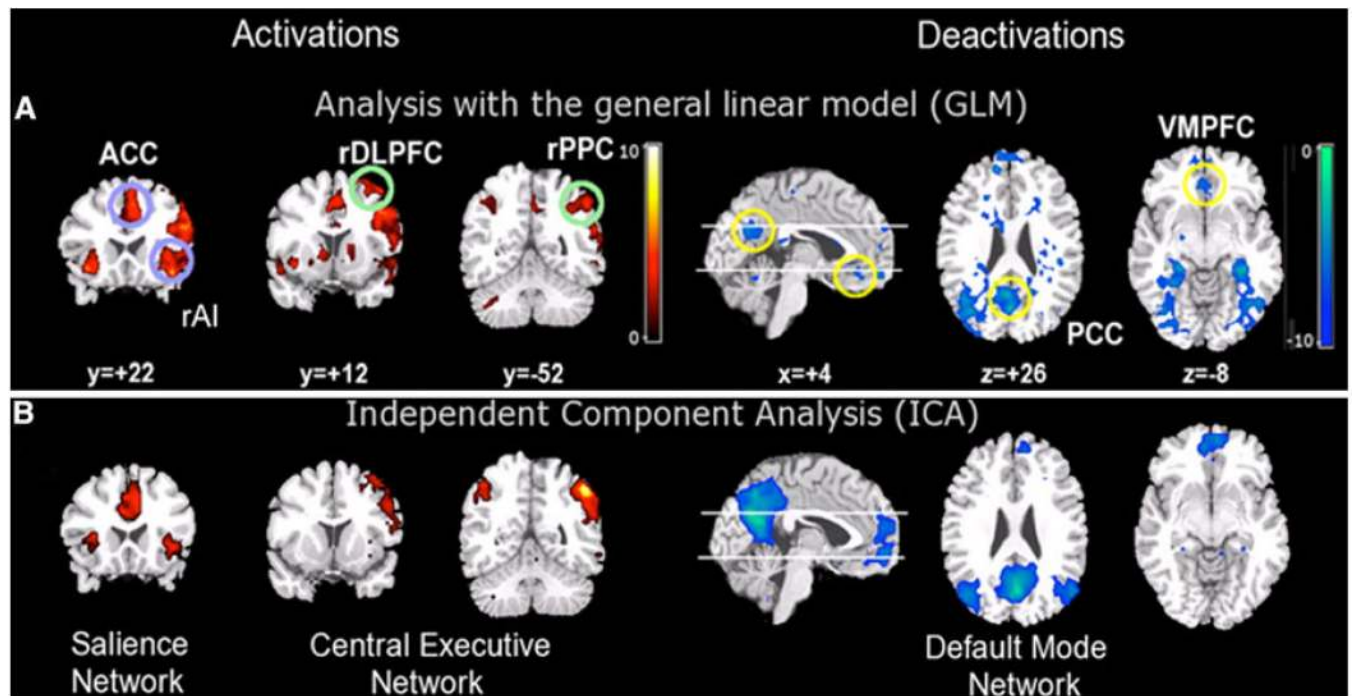 Activations
Deactivations
A
Analysis with the general linear model (GLM)
ACC
rDLPFC
rPPC
10
0
rAI
VMPFC
0
-10
PCC
y=+22
y=+12
y=-52
x=+4
z=+26
z=-8
B
Independent Component Analysis (ICA)
Salience
Network
Central Executive
Network
Default Mode
Network